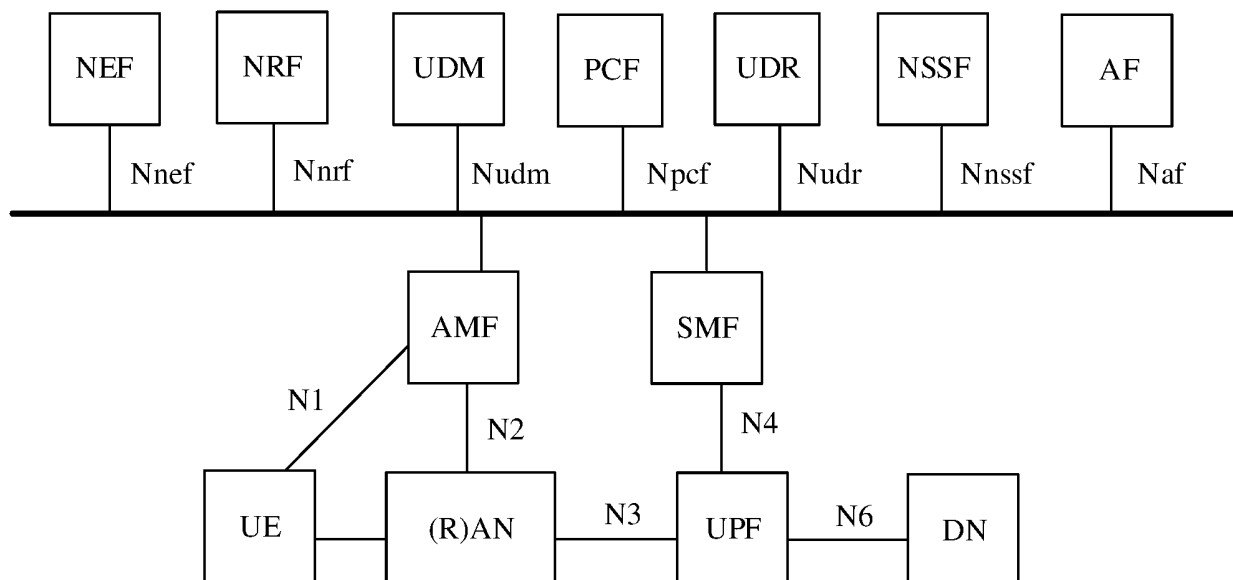 NEF NRF UDM PCF UDR NSSF AF
Nnef Nnrf Nudm Npcf Nudr Nnssf Naf
AMF SMF
N1 N2 N4
UE (R)AN N3 UPF N6 DN